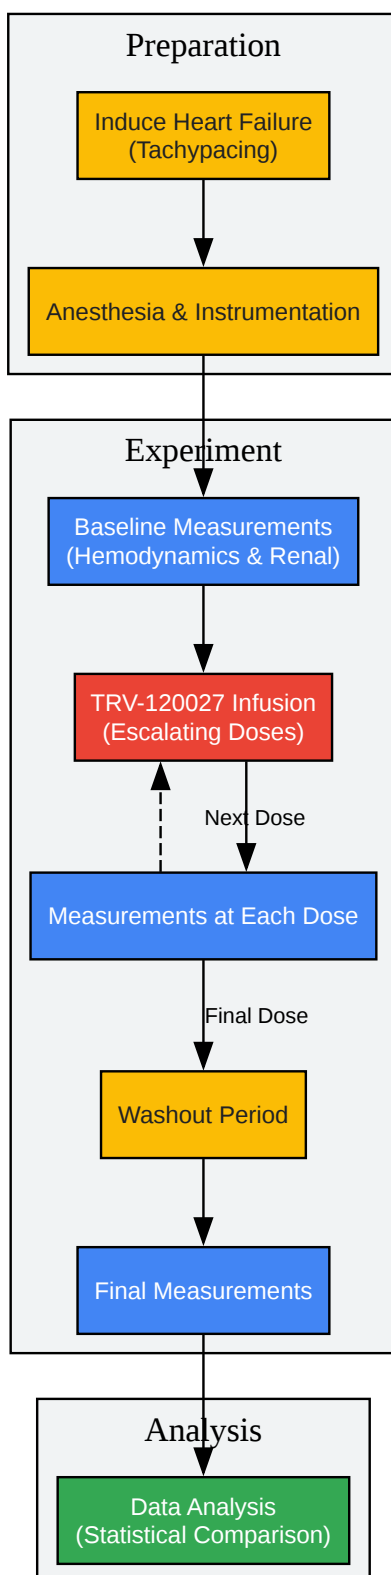 Preparation
Induce Heart Failure
(Tachypacing)
Anesthesia & Instrumentation
Experiment
Baseline Measurements
(Hemodynamics & Renal)
TRV-120027 Infusion
(Escalating Doses)
Next Dose
Measurements at Each Dose
Final Dose
Washout Period
Final Measurements
Analysis
Data Analysis
(Statistical Comparison)